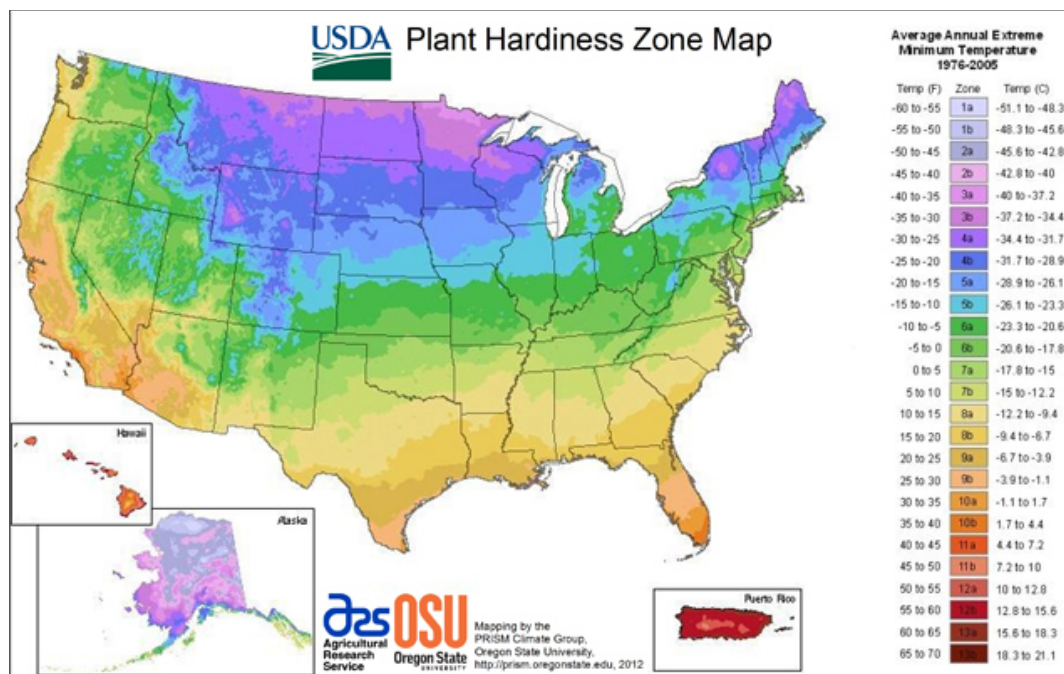 USDA Plant Hardiness Zone Map
Average Annual Extreme
Minimum Temperature
1976-2005
Temp (F) Zone Temp (C)
-60 to -55 1a -51.1 to -48.3
-55 to -50 1b -48.3 to -45.6
-50 to -45 2a -45.6 to -42.8
-45 to -40 2b -42.8 to -40
-40 to -35 3a -40 to -37.2
-35 to -30 3b -37.2 to -34.4
-30 to -25 4a -34.4 to -31.7
-25 to -20 4b -31.7 to -28.9
-20 to -15 5a -28.9 to -26.1
-15 to -10 5b -26.1 to -23.3
-10 to -5 6a -23.3 to -20.6
-5 to 0 6b -20.6 to -17.8
0 to 5 7a -17.8 to -15
5 to 10 7b -15 to -12.2
10 to 15 8a -12.2 to -9.4
15 to 20 8b -9.4 to -6.7
20 to 25 9a -6.7 to -3.9
25 to 30 9b -3.9 to -1.1
30 to 35 10a -1.1 to 1.7
35 to 40 10b 1.7 to 4.4
40 to 45 11a 4.4 to 7.2
45 to 50 11b 7.2 to 10
50 to 55 12a 10 to 12.8
55 to 60 12b 12.8 to 15.6
60 to 65 13a 15.6 to 18.3
65 to 70 13b 18.3 to 21.1
Hawaii
Alaska
Puerto Rico
ars
Agricultural
Research
Service
OSU
Oregon State
UNIVERSITY
Mapping by the
PRISM Climate Group,
Oregon State University,
http://prism.oregonstate.edu, 2012